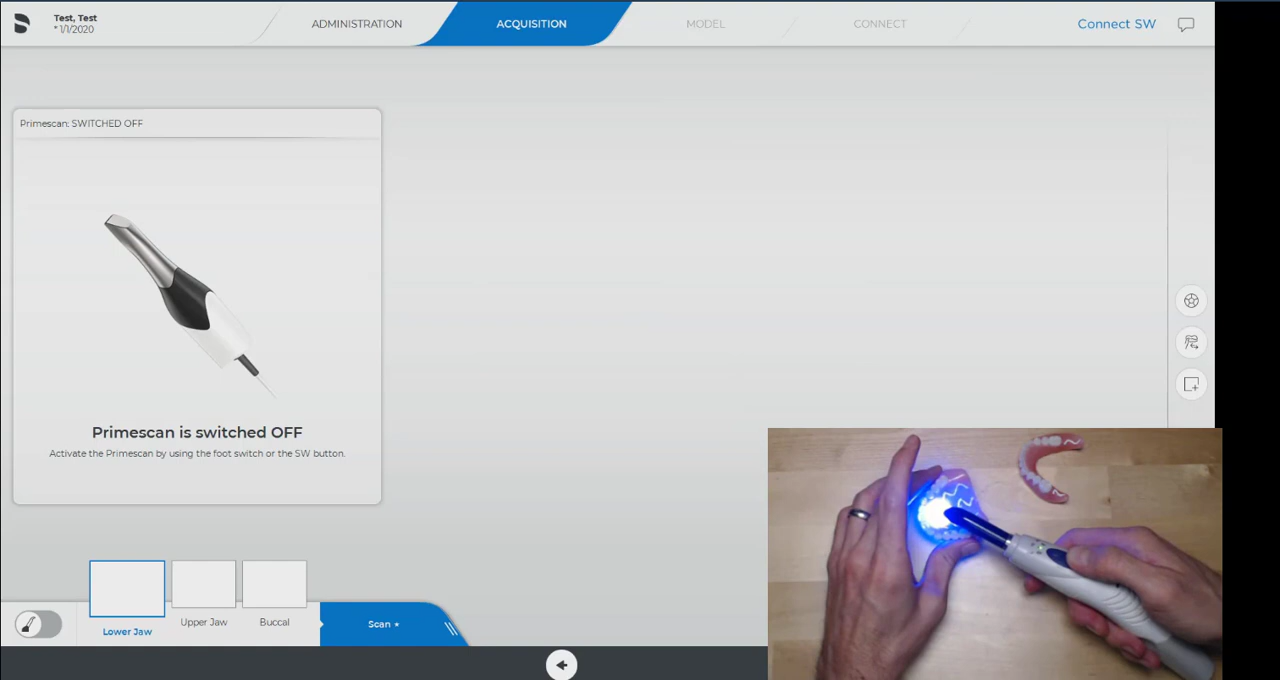 Test, Test
* 1/1/2020
ADMINISTRATION
ACQUISITION
MODEL
CONNECT
Connect SW
Primescan: SWITCHED OFF
Primescan is switched OFF
Activate the Primescan by using the foot switch or the SW button.
Lower Jaw
Upper Jaw
Buccal
Scan